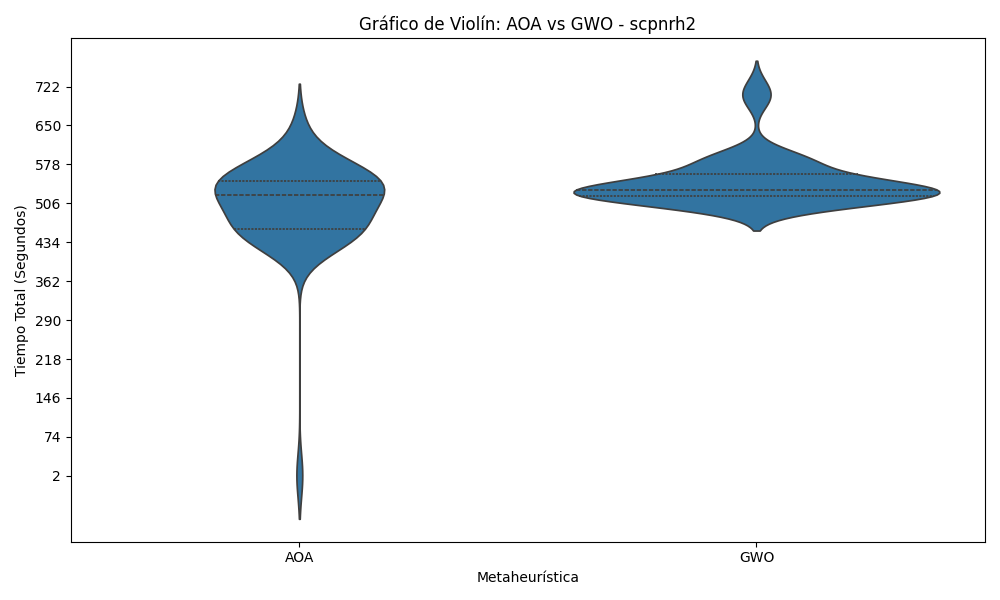 Gráfico de Violín: AOA vs GWO - scpnrh2
Tiempo Total (Segundos)
722
650
578
506
434
362
290
218
146
74
2
AOA
GWO
Metaheurística